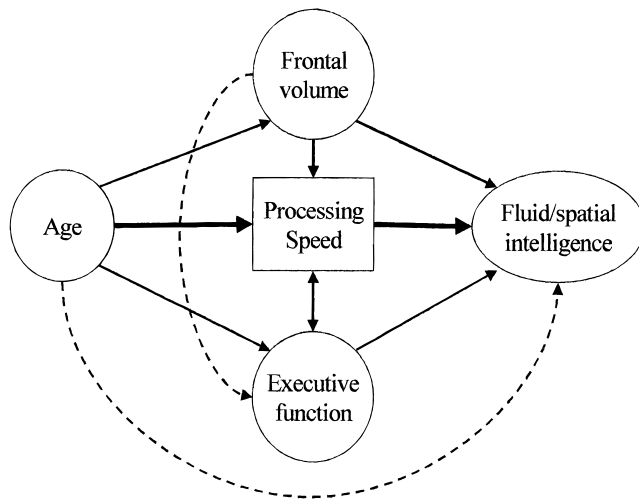 Frontal
volume
Age
Processing
Speed
Fluid/spatial
intelligence
Executive
function